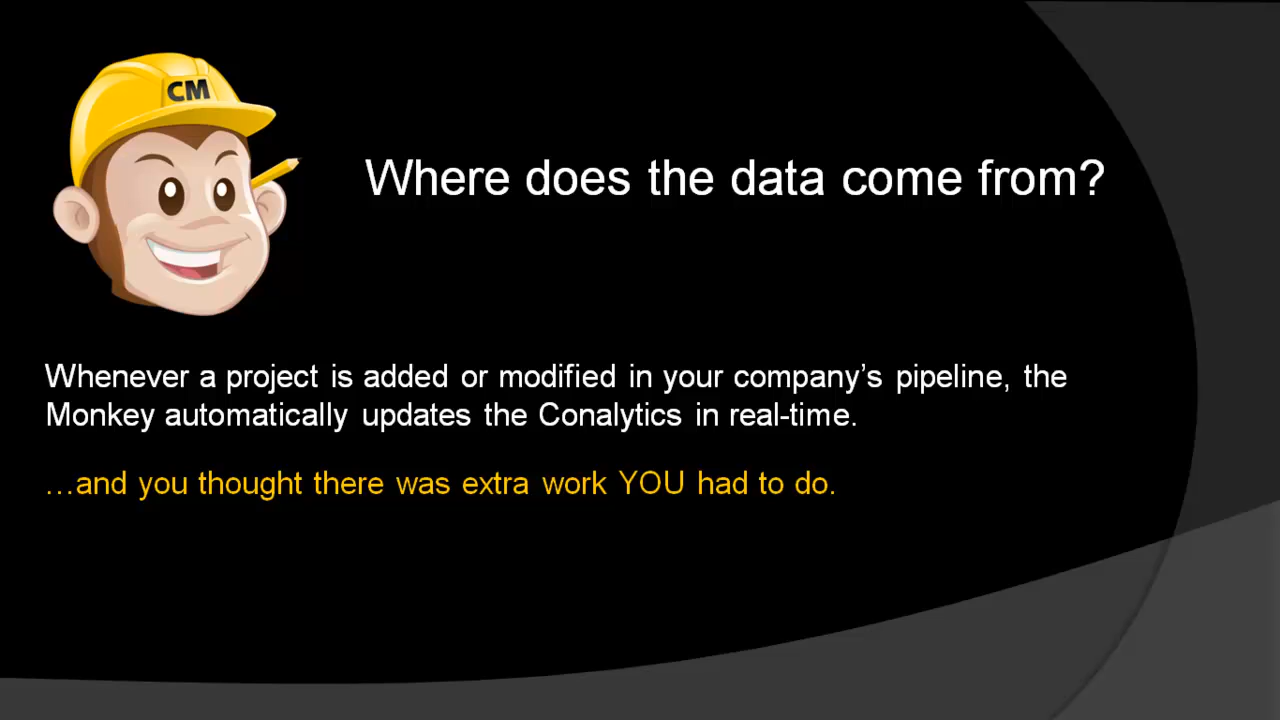 CM
Where does the data come from?
Whenever a project is added or modified in your company’s pipeline, the
Monkey automatically updates the Conalytics in real-time.
…and you thought there was extra work YOU had to do.